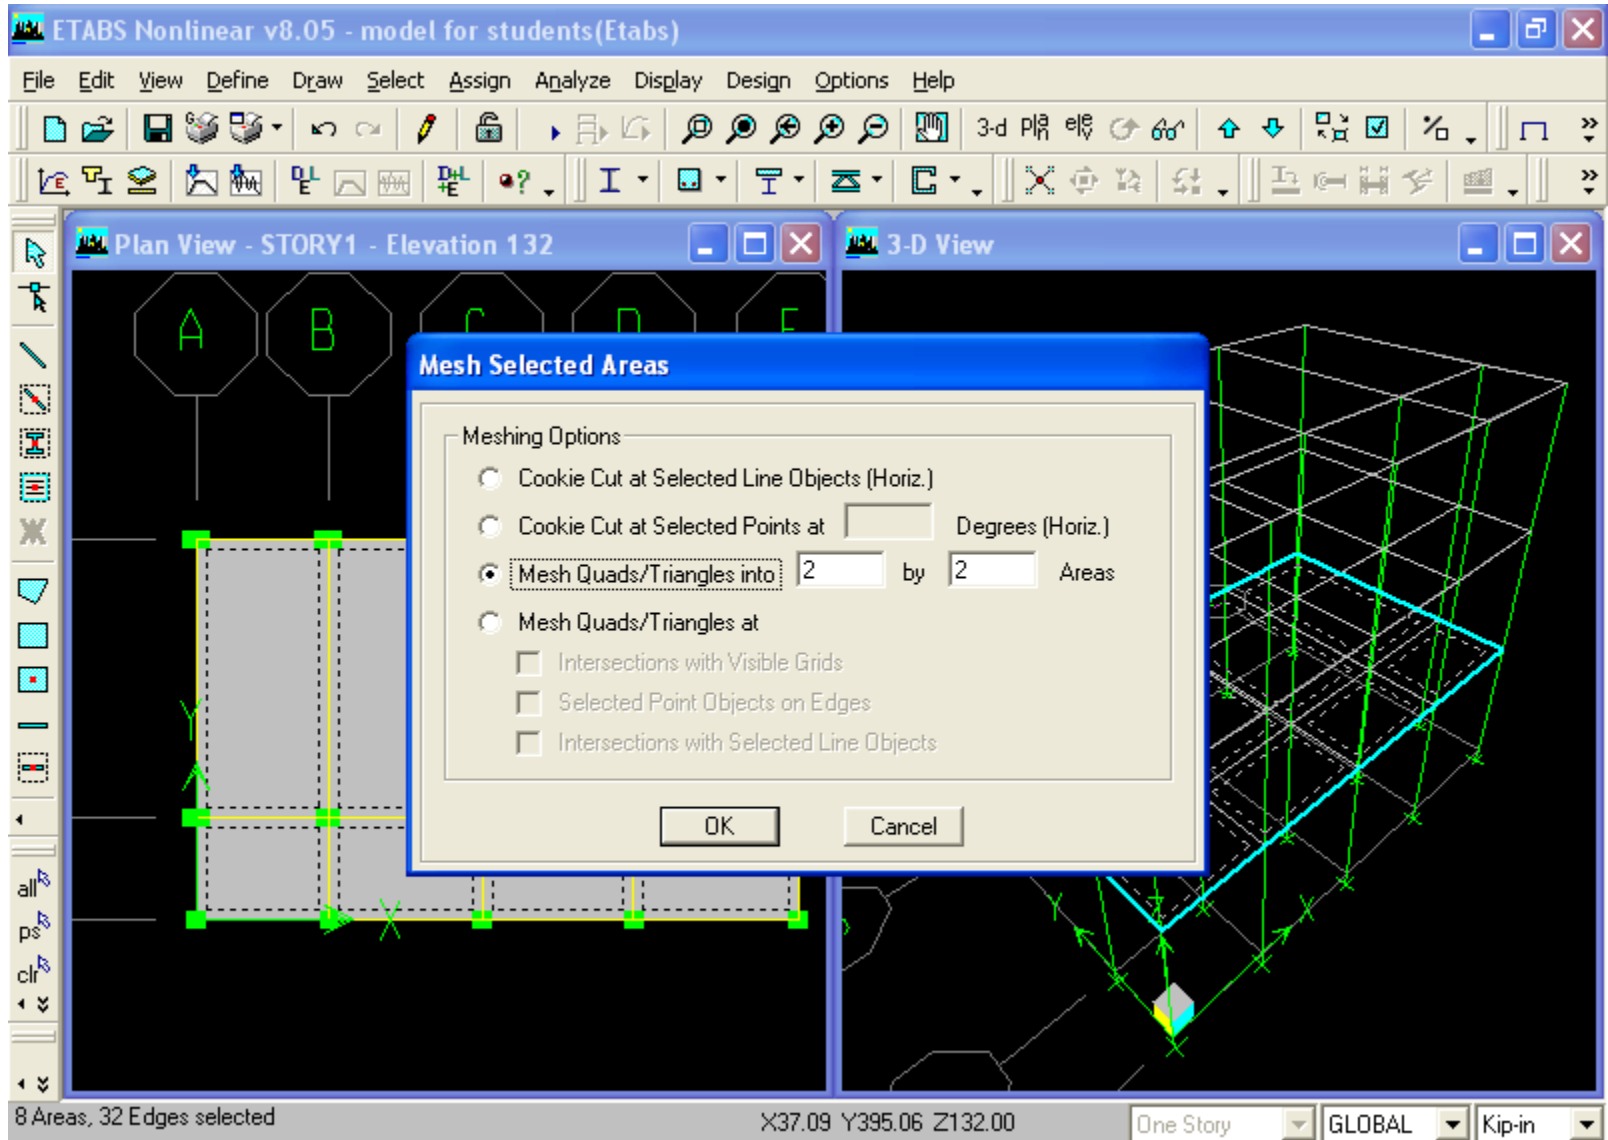 ETABS Nonlinear v8.05 - model for students(Etabs)
File Edit View Define Draw Select Assign Analyze Display Design Options Help
3-d
Plan View - STORY1 - Elevation 132
3-D View
A B C D E
Mesh Selected Areas
Meshing Options
Cookie Cut at Selected Line Objects (Horiz.)
Cookie Cut at Selected Points at Degrees (Horiz.)
Mesh Quads/Triangles into 2 by 2 Areas
Mesh Quads/Triangles at
Intersections with Visible Grids
Selected Point Objects on Edges
Intersections with Selected Line Objects
OK Cancel
all
ps
clr
Y
X
Y
X
8 Areas, 32 Edges selected X37.09 Y395.06 Z132.00 One Story GLOBAL Kip-in